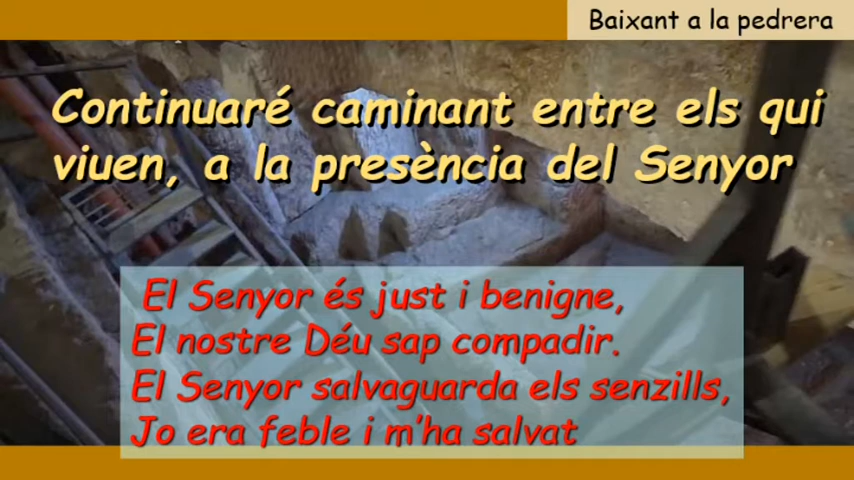 Baixant a la pedrera
Continuaré caminant entre els qui
viuen, a la presència del Senyor
El Senyor és just i benigne,
El nostre Déu sap compadir.
El Senyor salvaguarda els senzills,
Jo era feble i m'ha salvat